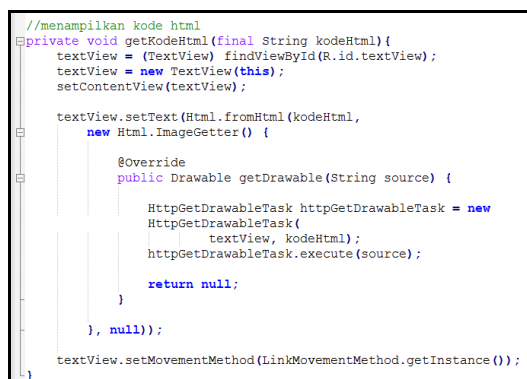 //menampilkan kode html
private void getKodeHtml(final String kodeHtml){
textView = (TextView) findViewById(R.id.textView);
textView = new TextView(this);
setContentView(textView);
textView.setText(Html.fromHtml(kodeHtml,
new Html.ImageGetter() {
@Override
public Drawable getDrawable(String source) {
HttpGetDrawableTask httpGetDrawableTask = new
HttpGetDrawableTask(
textView, kodeHtml);
httpGetDrawableTask.execute(source);
return null;
}
}, null));
textView.setMovementMethod(LinkMovementMethod.getInstance());
}